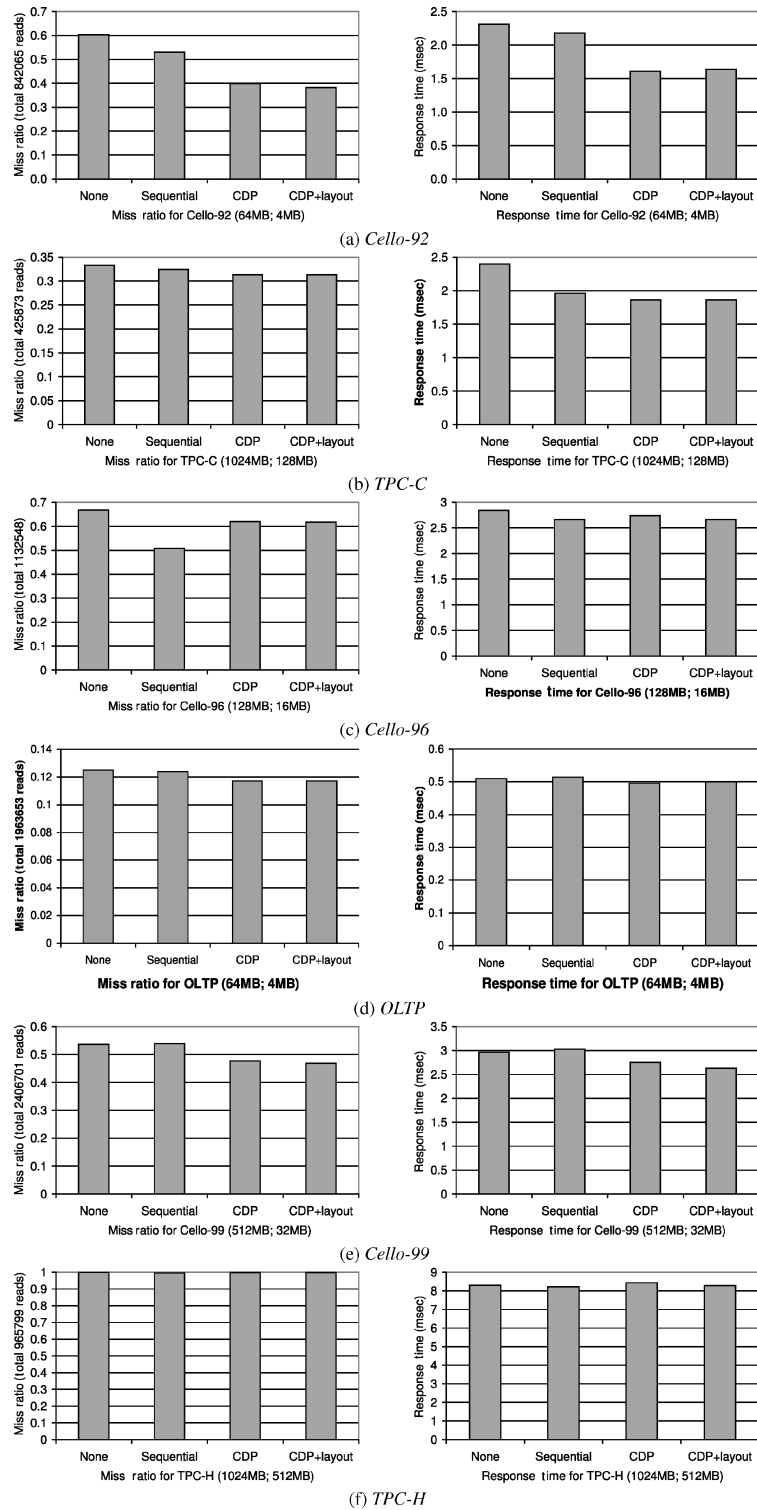 Miss ratio (total 842065 reads)
0.7
0.6
0.5
0.4
0.3
0.2
0.1
0.0
None Sequential CDP CDP+layout
Miss ratio for Cello-92 (64MB; 4MB)
Response time (msec)
2.5
2.0
1.5
1.0
0.5
0.0
None Sequential CDP CDP+layout
Response time for Cello-92 (64MB; 4MB)
(a) Cello-92
Miss ratio (total 425873 reads)
0.35
0.3
0.25
0.2
0.15
0.1
0.05
0
None Sequential CDP CDP+layout
Miss ratio for TPC-C (1024MB; 128MB)
Response time (msec)
2.5
2
1.5
1
0.5
0
None Sequential CDP CDP+layout
Response time for TPC-C (1024MB; 128MB)
(b) TPC-C
Miss ratio (total 1132548)
0.7
0.6
0.5
0.4
0.3
0.2
0.1
0
None Sequential CDP CDP+layout
Miss ratio for Cello-96 (128MB; 16MB)
Response time (msec)
3
2.5
2
1.5
1
0.5
0
None Sequential CDP CDP+layout
Response time for Cello-96 (128MB; 16MB)
(c) Cello-96
Miss ratio (total 1963653 reads)
0.14
0.12
0.1
0.08
0.06
0.04
0.02
0
None Sequential CDP CDP+layout
Miss ratio for OLTP (64MB; 4MB)
Response time (msec)
0.6
0.5
0.4
0.3
0.2
0.1
0
None Sequential CDP CDP+layout
Response time for OLTP (64MB; 4MB)
(d) OLTP
Miss ratio (total 2406701 reads)
0.6
0.5
0.4
0.3
0.2
0.1
0
None Sequential CDP CDP+layout
Miss ratio for Cello-99 (512MB; 32MB)
Response time (msec)
3.5
3
2.5
2
1.5
1
0.5
0
None Sequential CDP CDP+layout
Response time for Cello-99 (512MB; 32MB)
(e) Cello-99
Miss ratio (total 965799 reads)
1
0.9
0.8
0.7
0.6
0.5
0.4
0.3
0.2
0.1
0
None Sequential CDP CDP+layout
Miss ratio for TPC-H (1024MB; 512MB)
Response time (msec)
9
8
7
6
5
4
3
2
1
0
None Sequential CDP CDP+layout
Response time for TPC-H (1024MB; 512MB)
(f) TPC-H